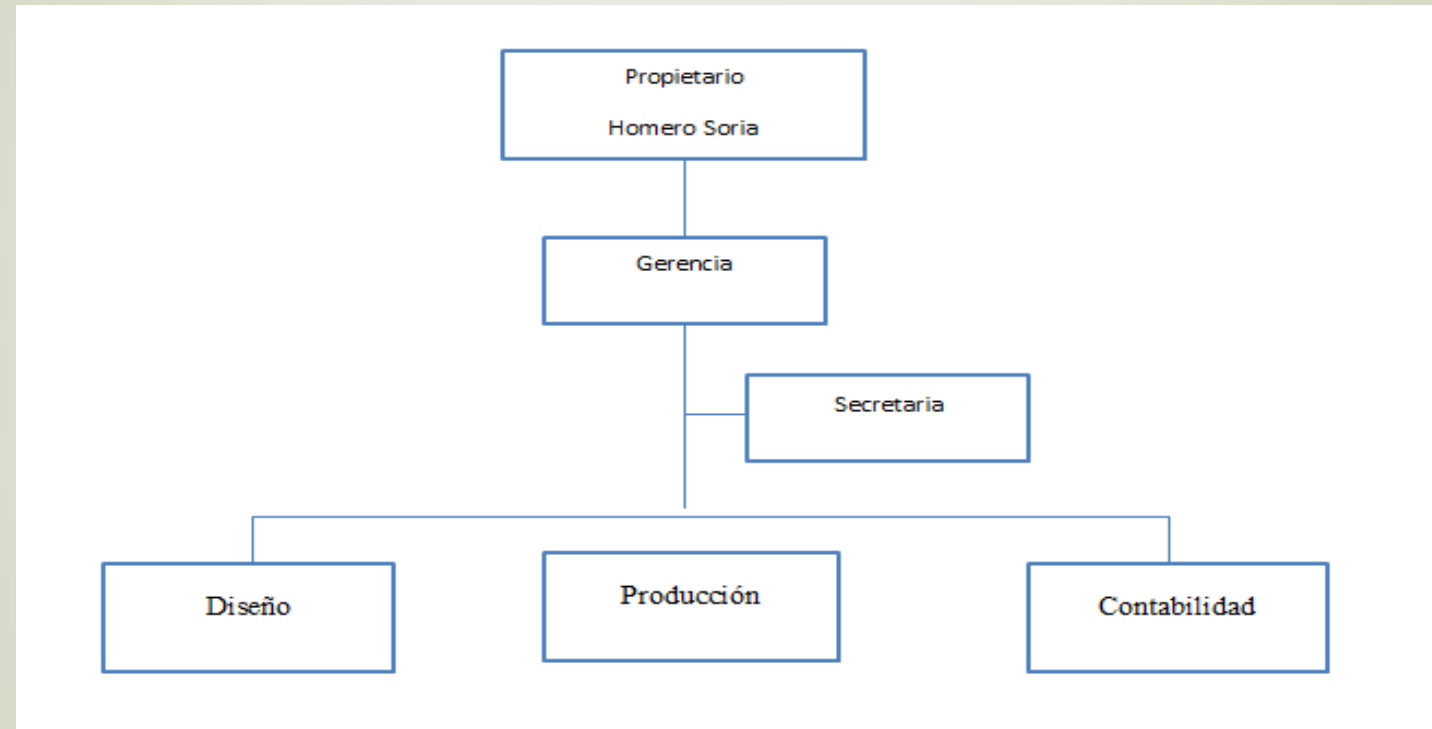 Propietario
Homero Soria
Gerencia
Secretaria
Diseño
Producción
Contabilidad